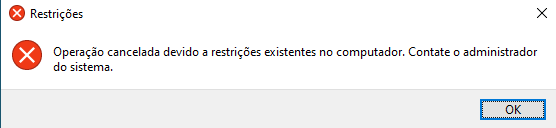 Restrições
Operação cancelada devido a restrições existentes no computador. Contate o administrador
do sistema.
OK